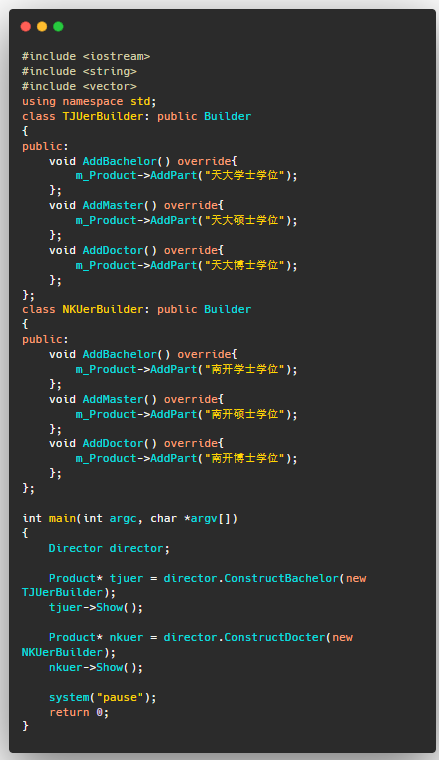 #include <iostream>
#include <string>
#include <vector>
using namespace std;
class TJUerBuilder: public Builder
{
public:
    void AddBachelor() override{
        m_Product->AddPart("天大学士学位");
    };
    void AddMaster() override{
        m_Product->AddPart("天大硕士学位");
    };
    void AddDoctor() override{
        m_Product->AddPart("天大博士学位");
    };
};
class NKUerBuilder: public Builder
{
public:
    void AddBachelor() override{
        m_Product->AddPart("南开学士学位");
    };
    void AddMaster() override{
        m_Product->AddPart("南开硕士学位");
    };
    void AddDoctor() override{
        m_Product->AddPart("南开博士学位");
    };
};

int main(int argc, char *argv[])
{
    Director director;

    Product* tjuer = director.ConstructBachelor(new
TJUerBuilder);
    tjuer->Show();

    Product* nkuer = director.ConstructDocter(new
NKUerBuilder);
    nkuer->Show();

    system("pause");
    return 0;
}